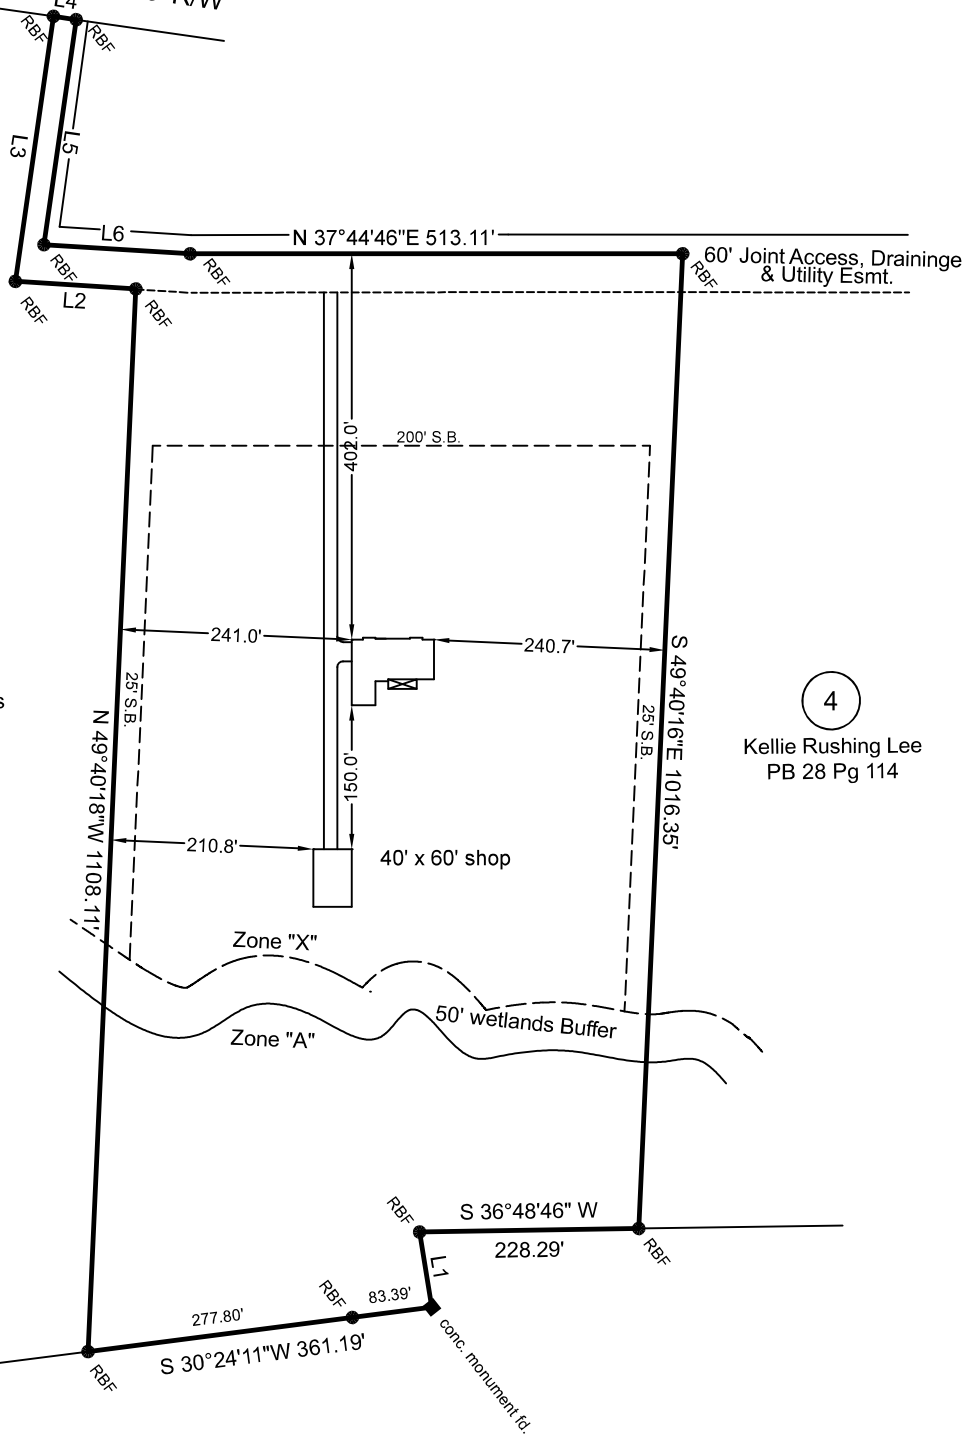 L4
R/W
RBF
RBF
L3
L5
L6
N 37°44'46"E 513.11'
60' Joint Access, Draininge
& Utility Esmt.
RBF
RBF
RBF
L2
RBF
RBF
200' S.B.
402.0'
241.0'
240.7'
25' S.B.
25' S.B.
S 49°40'16"E 1016.35'
N 49°40'18"W 1108.11'
4
Kellie Rushing Lee
PB 28 Pg 114
150.0'
210.8'
40' x 60' shop
Zone "X"
50' wetlands Buffer
Zone "A"
RBF
S 36°48'46" W
228.29'
RBF
L1
RBF
83.39'
277.80'
S 30°24'11"W 361.19'
RBF
conc. monument fd.